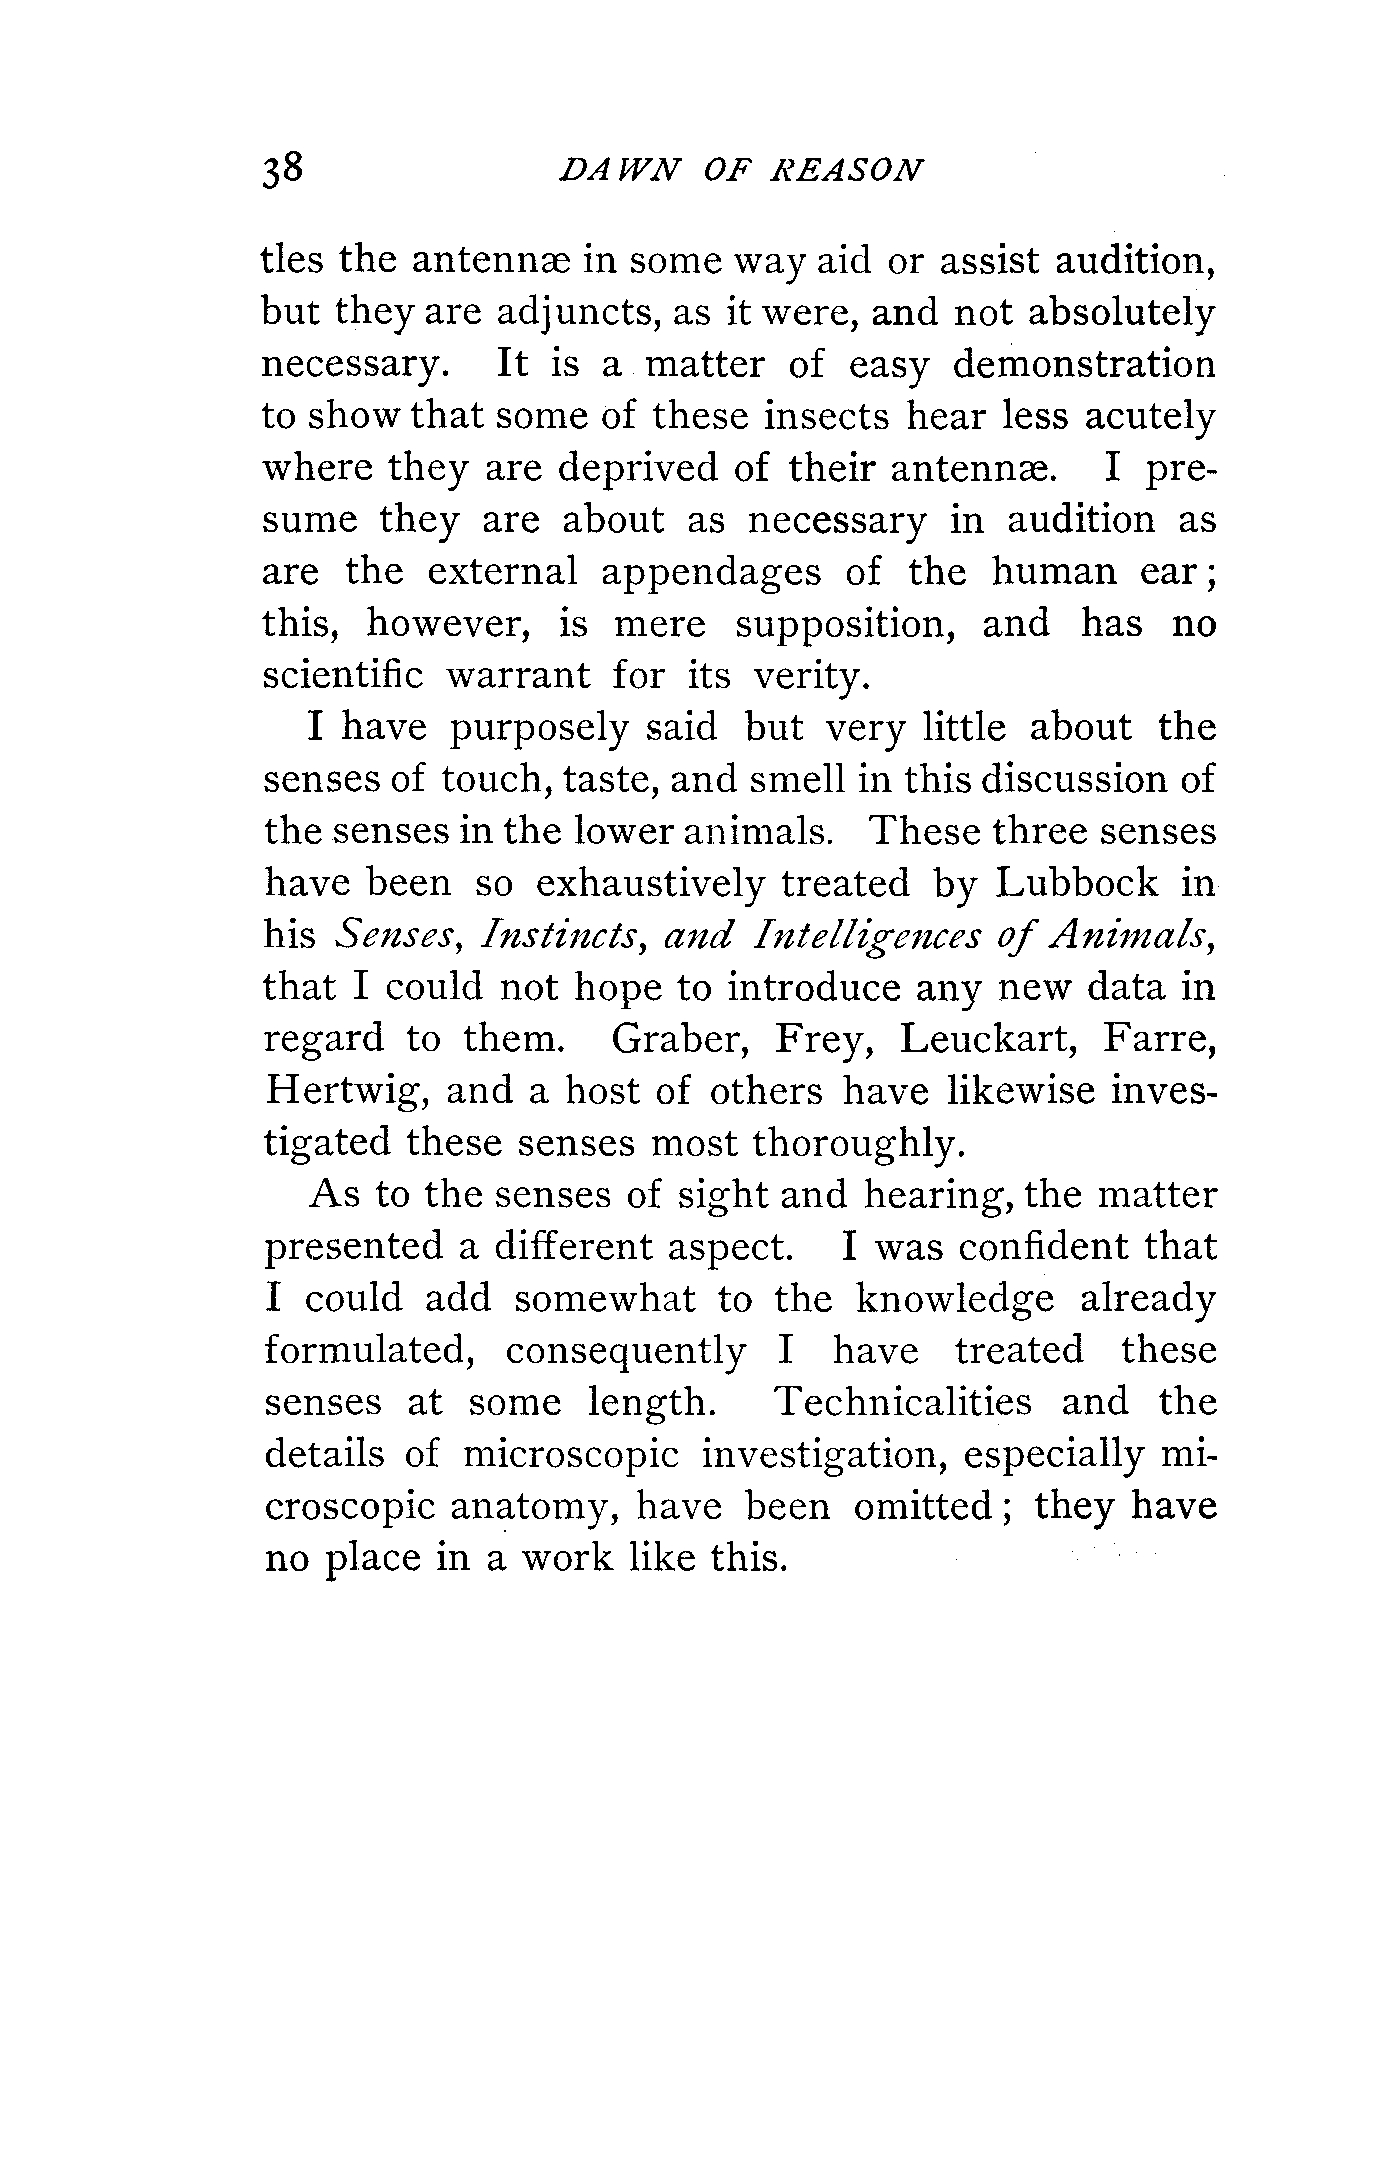 38 DAWN OF REASON
tles the antennæ in some way aid or assist audition,
but they are adjuncts, as it were, and not absolutely
necessary. It is a matter of easy demonstration
to show that some of these insects hear less acutely
where they are deprived of their antennæ. I pre-
sume they are about as necessary in audition as
are the external appendages of the human ear;
this, however, is mere supposition, and has no
scientific warrant for its verity.
I have purposely said but very little about the
senses of touch, taste, and smell in this discussion of
the senses in the lower animals. These three senses
have been so exhaustively treated by Lubbock in
his Senses, Instincts, and Intelligences of Animals,
that I could not hope to introduce any new data in
regard to them. Graber, Frey, Leuckart, Farre,
Hertwig, and a host of others have likewise inves-
tigated these senses most thoroughly.
As to the senses of sight and hearing, the matter
presented a different aspect. I was confident that
I could add somewhat to the knowledge already
formulated, consequently I have treated these
senses at some length. Technicalities and the
details of microscopic investigation, especially mi-
croscopic anatomy, have been omitted; they have
no place in a work like this.